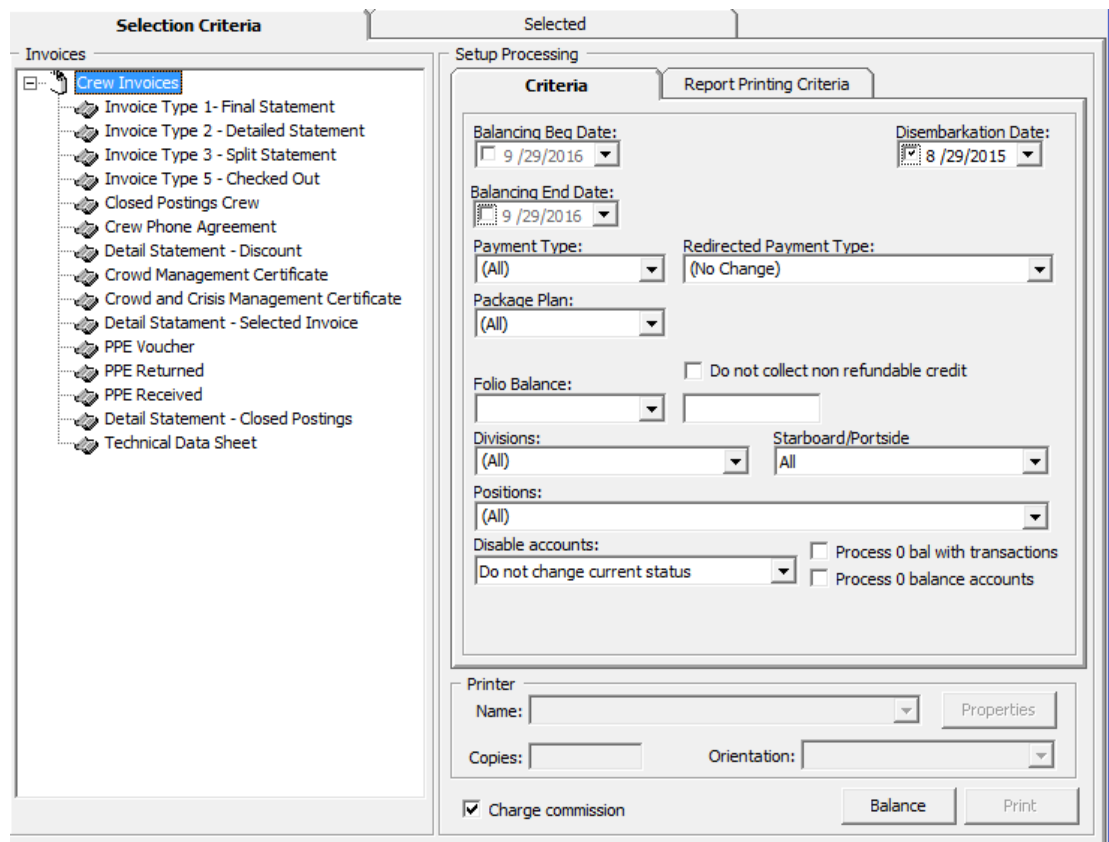 Selection Criteria
Selected
Invoices
Crew Invoices
Invoice Type 1- Final Statement
Invoice Type 2 - Detailed Statement
Invoice Type 3 - Split Statement
Invoice Type 5 - Checked Out
Closed Postings Crew
Crew Phone Agreement
Detail Statement - Discount
Crowd Management Certificate
Crowd and Crisis Management Certificate
Detail Statament - Selected Invoice
PPE Voucher
PPE Returned
PPE Received
Detail Statement - Closed Postings
Technical Data Sheet
Setup Processing
Criteria
Report Printing Criteria
Balancing Beg Date:
Disembarkation Date:
9 /29/2016
8 /29/2015
Balancing End Date:
9 /29/2016
Payment Type:
Redirected Payment Type:
(All)
(No Change)
Package Plan:
(All)
Do not collect non refundable credit
Folio Balance:
Divisions:
Starboard/Portside
(All)
All
Positions:
(All)
Disable accounts:
Process 0 bal with transactions
Do not change current status
Process 0 balance accounts
Printer
Name:
Properties
Copies:
Orientation:
Charge commission
Balance
Print